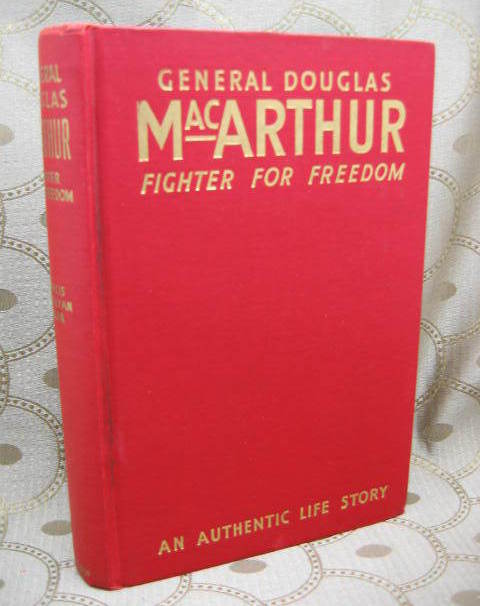 GENERAL DOUGLAS
MACARTHUR
FIGHTER FOR FREEDOM
AN AUTHENTIC LIFE STORY